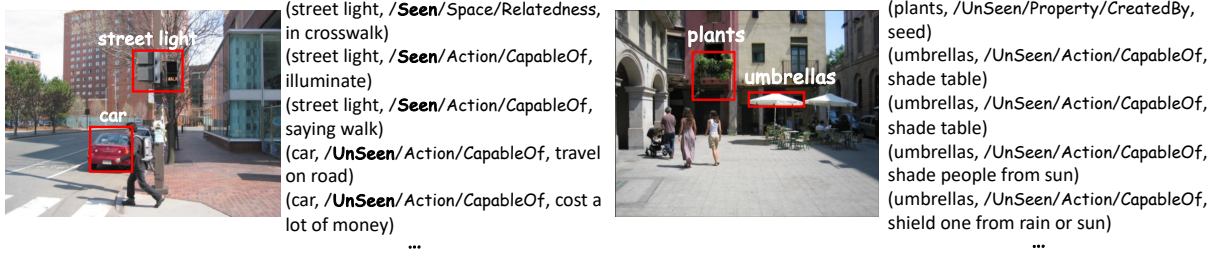 street light
car
WALK
(street light, /Seen/Space/Relatedness,
in crosswalk)
(street light, /Seen/Action/CapableOf,
illuminate)
(street light, /Seen/Action/CapableOf,
saying walk)
(car, /UnSeen/Action/CapableOf, travel
on road)
(car, /UnSeen/Action/CapableOf, cost a
lot of money)
...
plants
umbrellas
(plants, /UnSeen/Property/CreatedBy,
seed)
(umbrellas, /UnSeen/Action/CapableOf,
shade table)
(umbrellas, /UnSeen/Action/CapableOf,
shade table)
(umbrellas, /UnSeen/Action/CapableOf,
shade people from sun)
(umbrellas, /UnSeen/Action/CapableOf,
shield one from rain or sun)
...